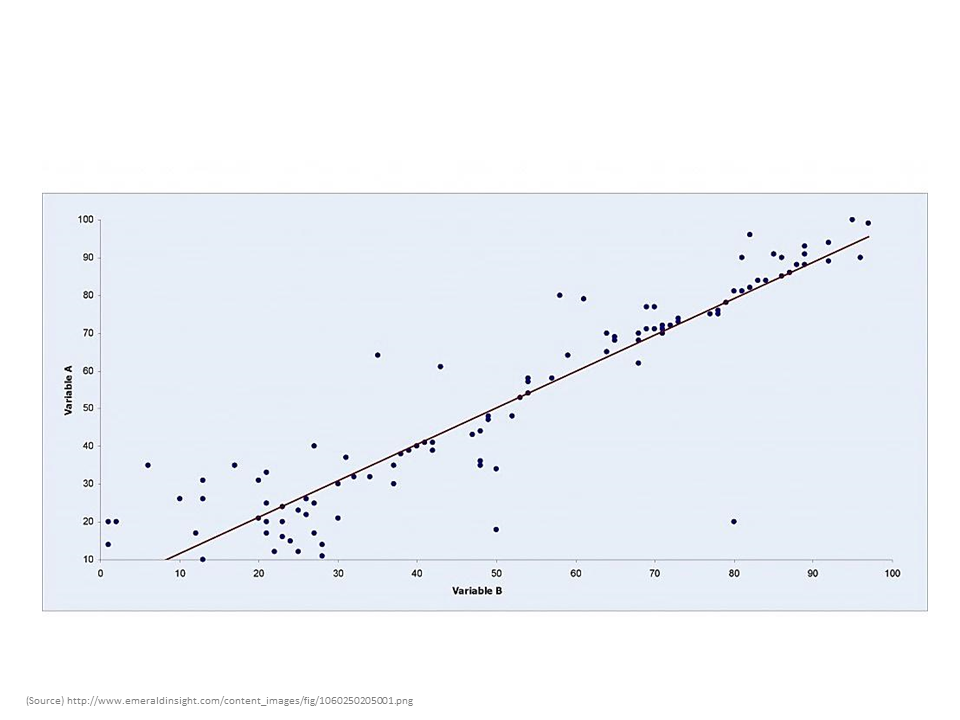 100
90
80
70
60
50
40
30
20
10
Variable A
0 10 20 30 40 50 60 70 80 90 100
Variable B
(Source) http://www.emeraldinsight.com/content_images/fig/1060250205001.png